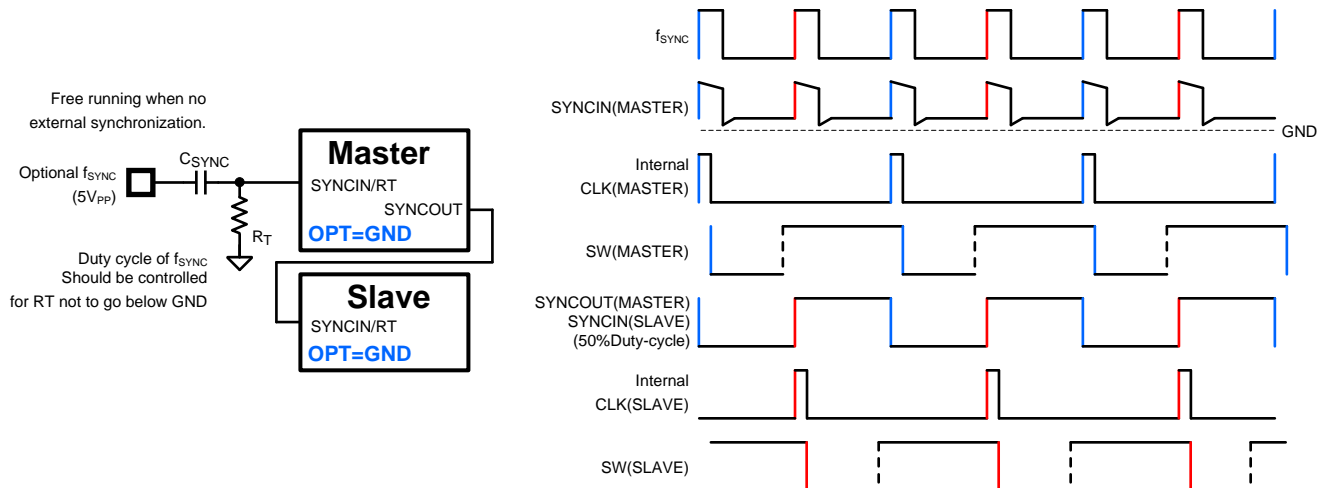 Free running when no
external synchronization.
Optional fSYNC
(5VPP)
CSYNC
RT
Duty cycle of fSYNC
Should be controlled
for RT not to go below GND
Master
SYNCIN/RT
SYNCOUT
OPT=GND
Slave
SYNCIN/RT
OPT=GND
fSYNC
SYNCIN(MASTER)
GND
Internal
CLK(MASTER)
SW(MASTER)
SYNCOUT(MASTER)
SYNCIN(SLAVE)
(50%Duty-cycle)
Internal
CLK(SLAVE)
SW(SLAVE)